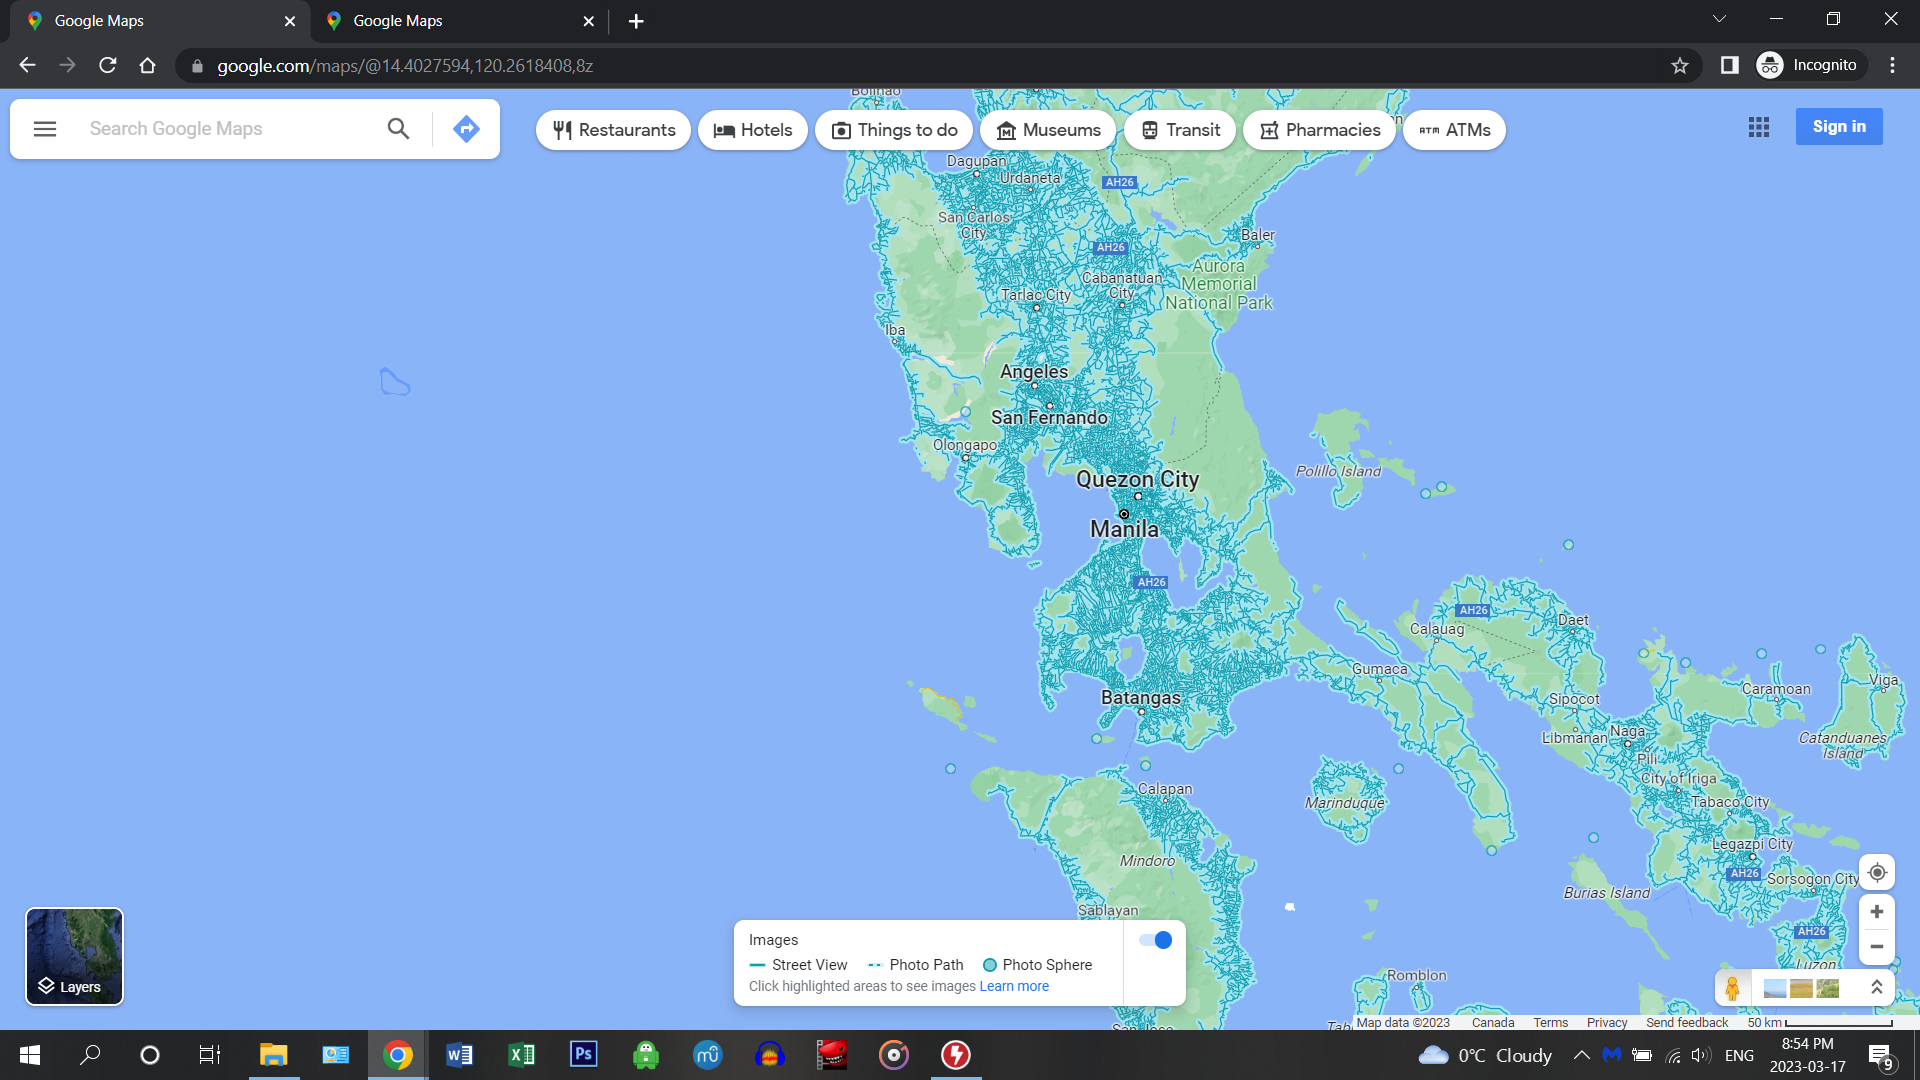 Google Maps
Google Maps
google.com/maps/@14.4027594,120.2618408,8z
Incognito
Search Google Maps
Restaurants
Hotels
Things to do
Museums
Transit
Pharmacies
ATM ATMs
Sign in
Bolinao
Dagupan
Urdaneta
AH26
San Carlos
City
Baler
AH26
Aurora
Memorial
National Park
Cabanatuan
City
Tarlac City
Iba
Angeles
San Fernando
Olongapo
Polillo Island
Quezon City
Manila
AH26
AH26
Daet
Calauag
Gumaca
Viga
Caramoan
Batangas
Sipocot
Naga
Libmanan
Catanduanes
Island
Pili
City of Iriga
Calapan
Marinduque
Tabaco City
Legazpi City
Mindoro
AH26
Sorsogon City
Burias Island
Sablayan
AH26
Luzon
Romblon
San Jose
Images
Street View
Photo Path
Photo Sphere
Click highlighted areas to see images Learn more
Layers
Map data ©2023
Canada
Terms
Privacy
Send feedback
50 km
W
X
Ps
0°C Cloudy
ENG
8:54 PM
2023-03-17
9